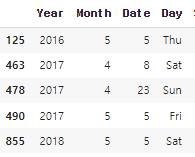 Year Month Date Day
125 2016 5 5 Thu
463 2017 4 8 Sat
478 2017 4 23 Sun
490 2017 5 5 Fri
855 2018 5 5 Sat